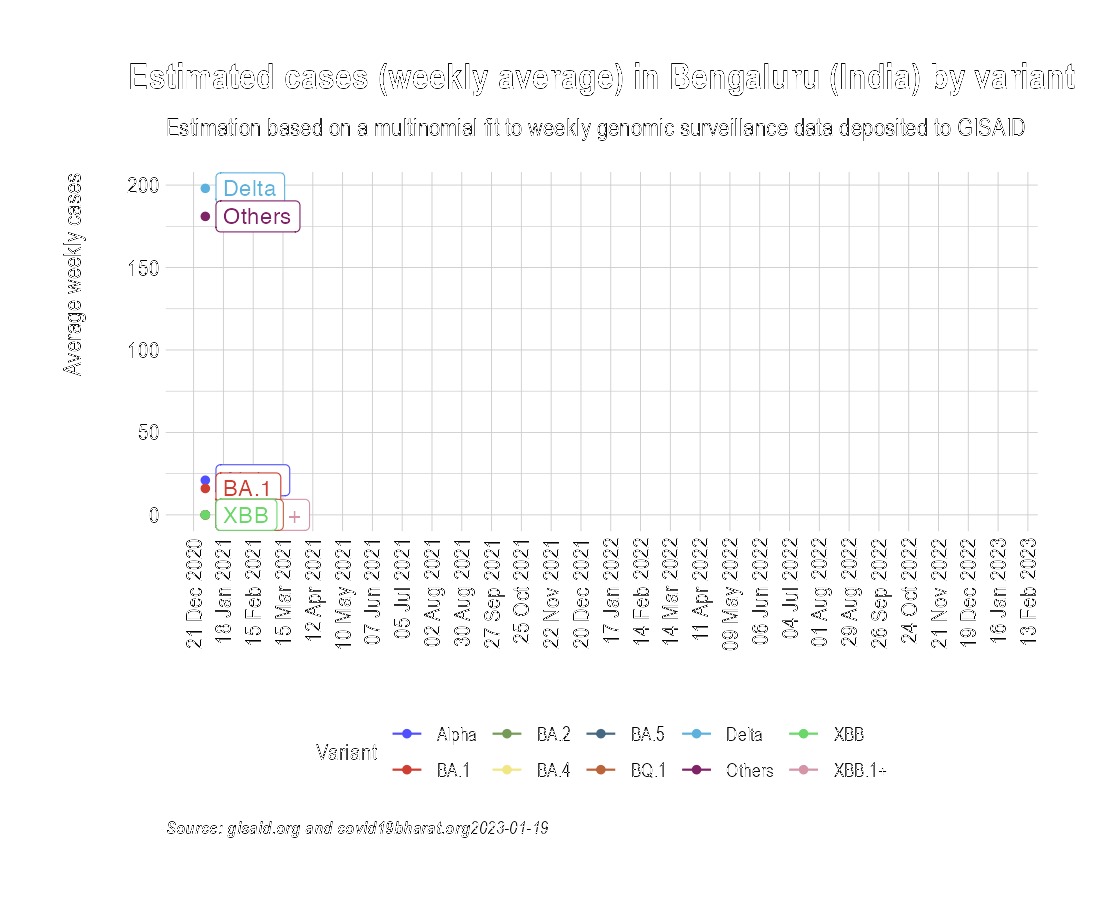 Estimated cases (weekly average) in Bengaluru (India) by variant
Estimation based on a multinomial fit to weekly genomic surveillance data deposited to GISAID
Average weekly cases
200
150
100
50
0
Delta
Others
BA.1
XBB
+
21 Dec 2020
18 Jan 2021
15 Feb 2021
15 Mar 2021
12 Apr 2021
10 May 2021
07 Jun 2021
05 Jul 2021
02 Aug 2021
30 Aug 2021
27 Sep 2021
25 Oct 2021
22 Nov 2021
20 Dec 2021
17 Jan 2022
14 Feb 2022
14 Mar 2022
11 Apr 2022
09 May 2022
06 Jun 2022
04 Jul 2022
01 Aug 2022
29 Aug 2022
26 Sep 2022
24 Oct 2022
21 Nov 2022
19 Dec 2022
16 Jan 2023
13 Feb 2023
Variant
Alpha BA.2 BA.5 Delta XBB
BA.1 BA.4 BQ.1 Others XBB.1+
Source: gisaid.org and covid19bharat.org2023-01-19